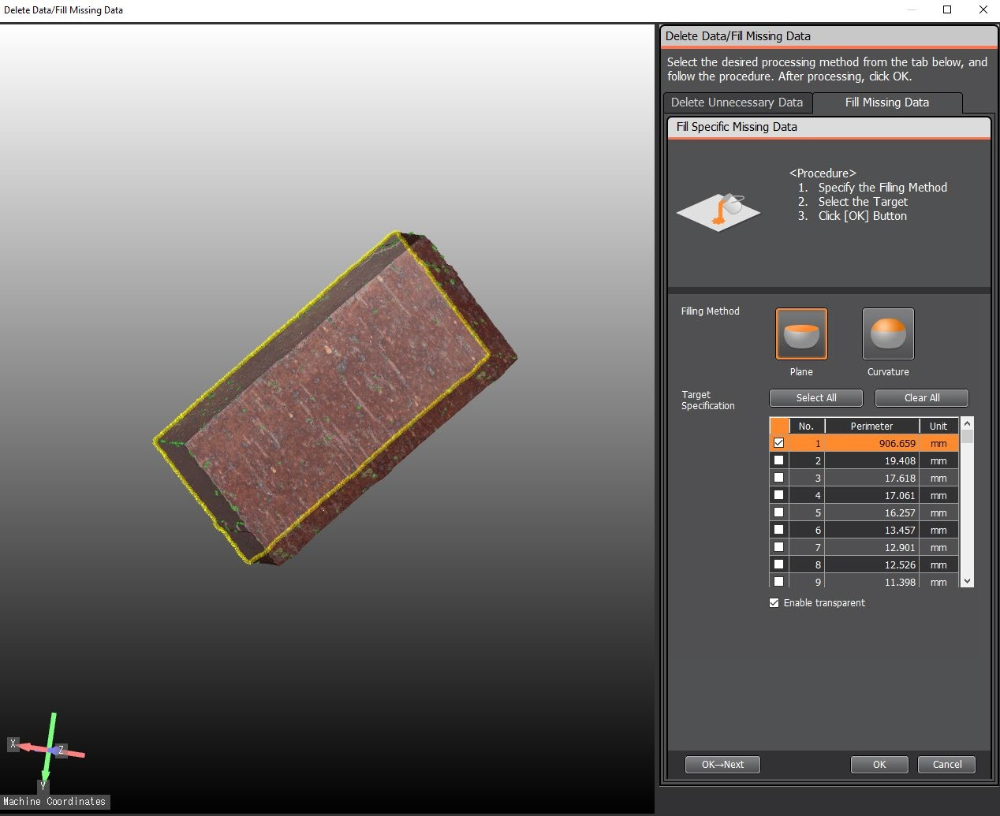 Delete Data/Fill Missing Data
Delete Data/Fill Missing Data
Select the desired processing method from the tab below, and
follow the procedure. After processing, click OK.
Delete Unnecessary Data Fill Missing Data
Fill Specific Missing Data
<Procedure>
1. Specify the Filling Method
2. Select the Target
3. Click [OK] Button
Filling Method
Plane Curvature
Target
Specification
Select All Clear All
No. Perimeter Unit
1 906.659 mm
2 19.408 mm
3 17.618 mm
4 17.061 mm
5 16.257 mm
6 13.457 mm
7 12.901 mm
8 12.526 mm
9 11.398 mm
Enable transparent
X
Z
Y
Machine Coordinates
OK→Next OK Cancel